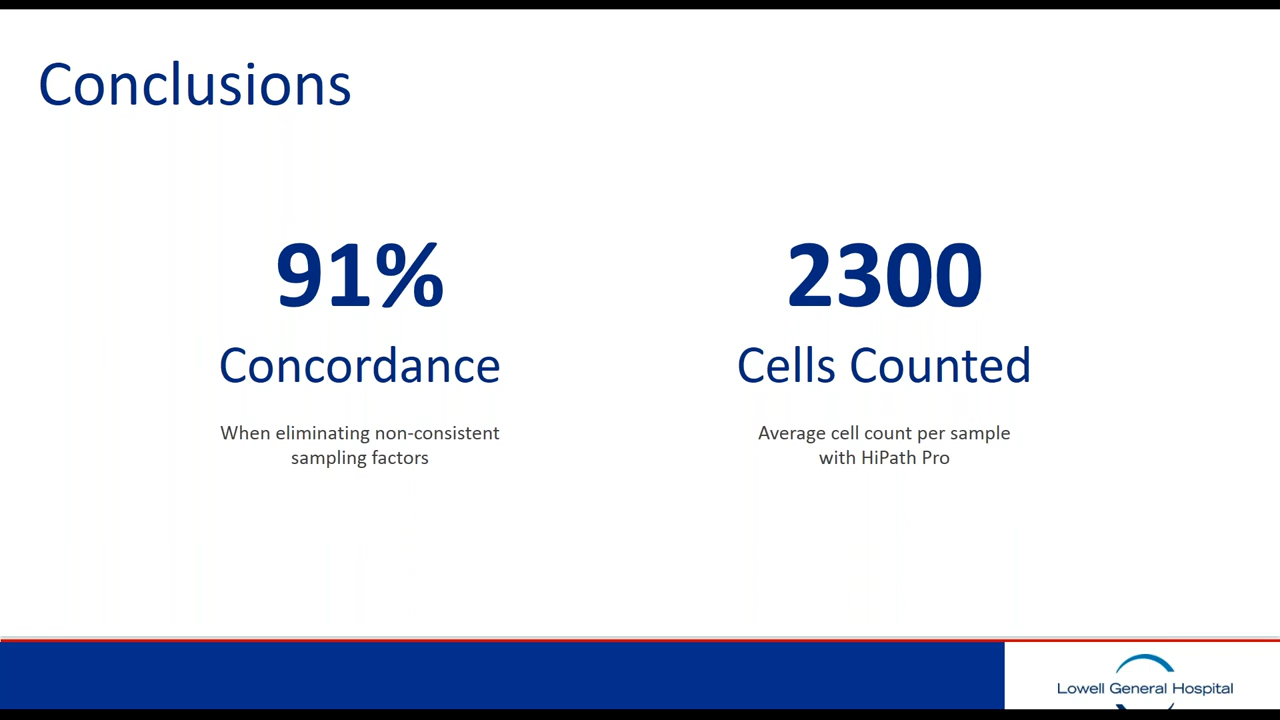 Conclusions
91%
Concordance
When eliminating non-consistent
sampling factors
2300
Cells Counted
Average cell count per sample
with HiPath Pro
Lowell General Hospital